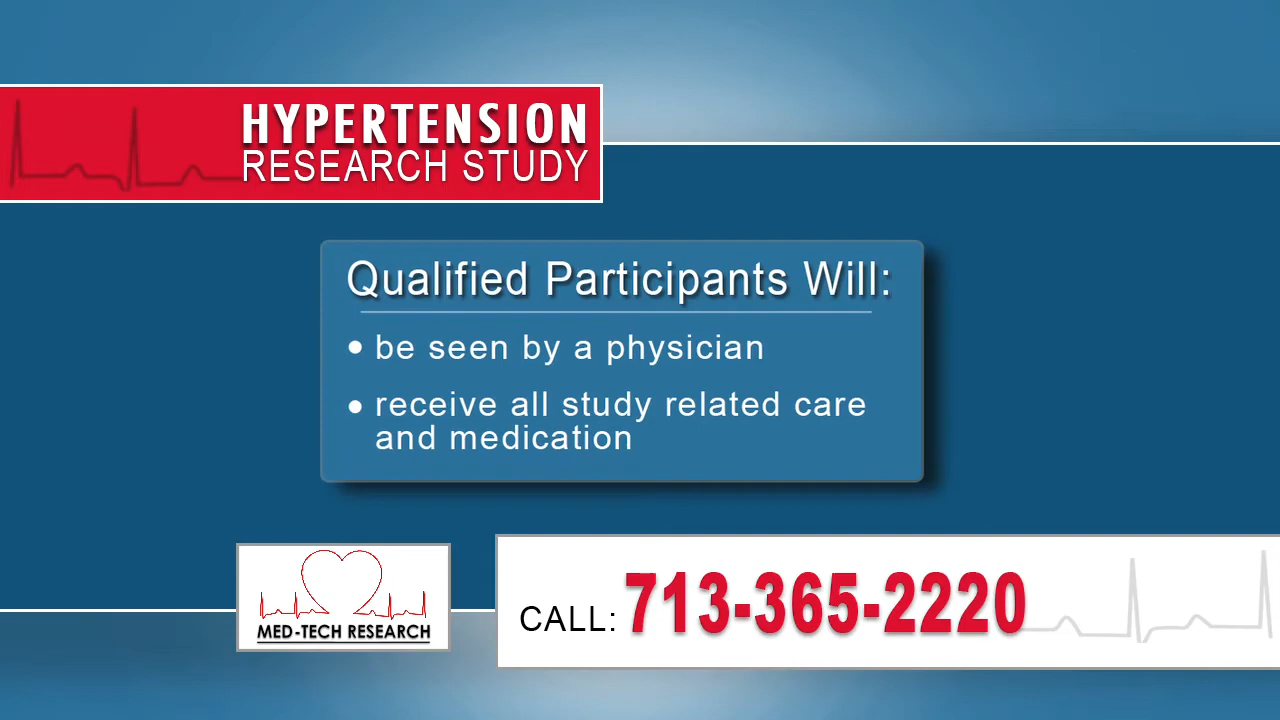 HYPERTENSION
RESEARCH STUDY
Qualified Participants Will:
• be seen by a physician
• receive all study related care
and medication
MED-TECH RESEARCH
CALL: 713-365-2220